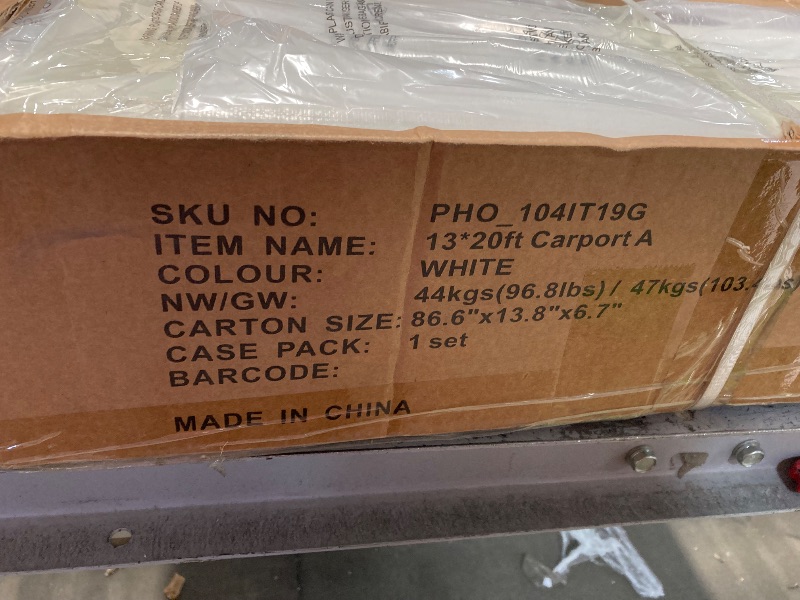 SKU NO: PHO_104IT19G
ITEM NAME: 13*20ft Carport A
COLOUR: WHITE
NW/GW: 44kgs(96.8lbs) / 47kgs(103.
CARTON SIZE: 86.6"x13.8"x6.7"
CASE PACK: 1 set
BARCODE:
MADE IN CHINA